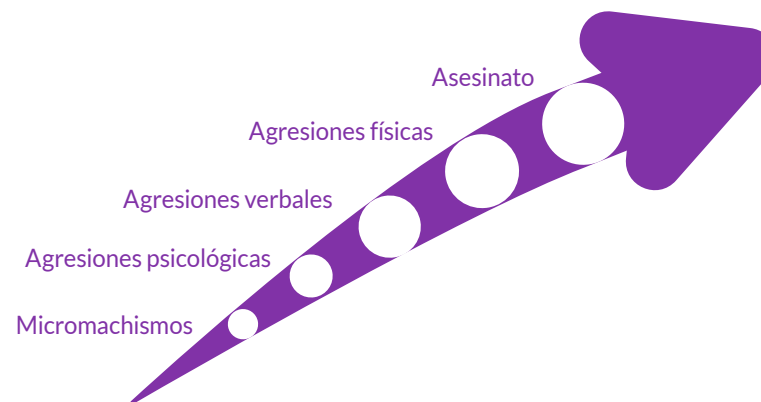 Asesinato
Agresiones físicas
Agresiones verbales
Agresiones psicológicas
Micromachismos